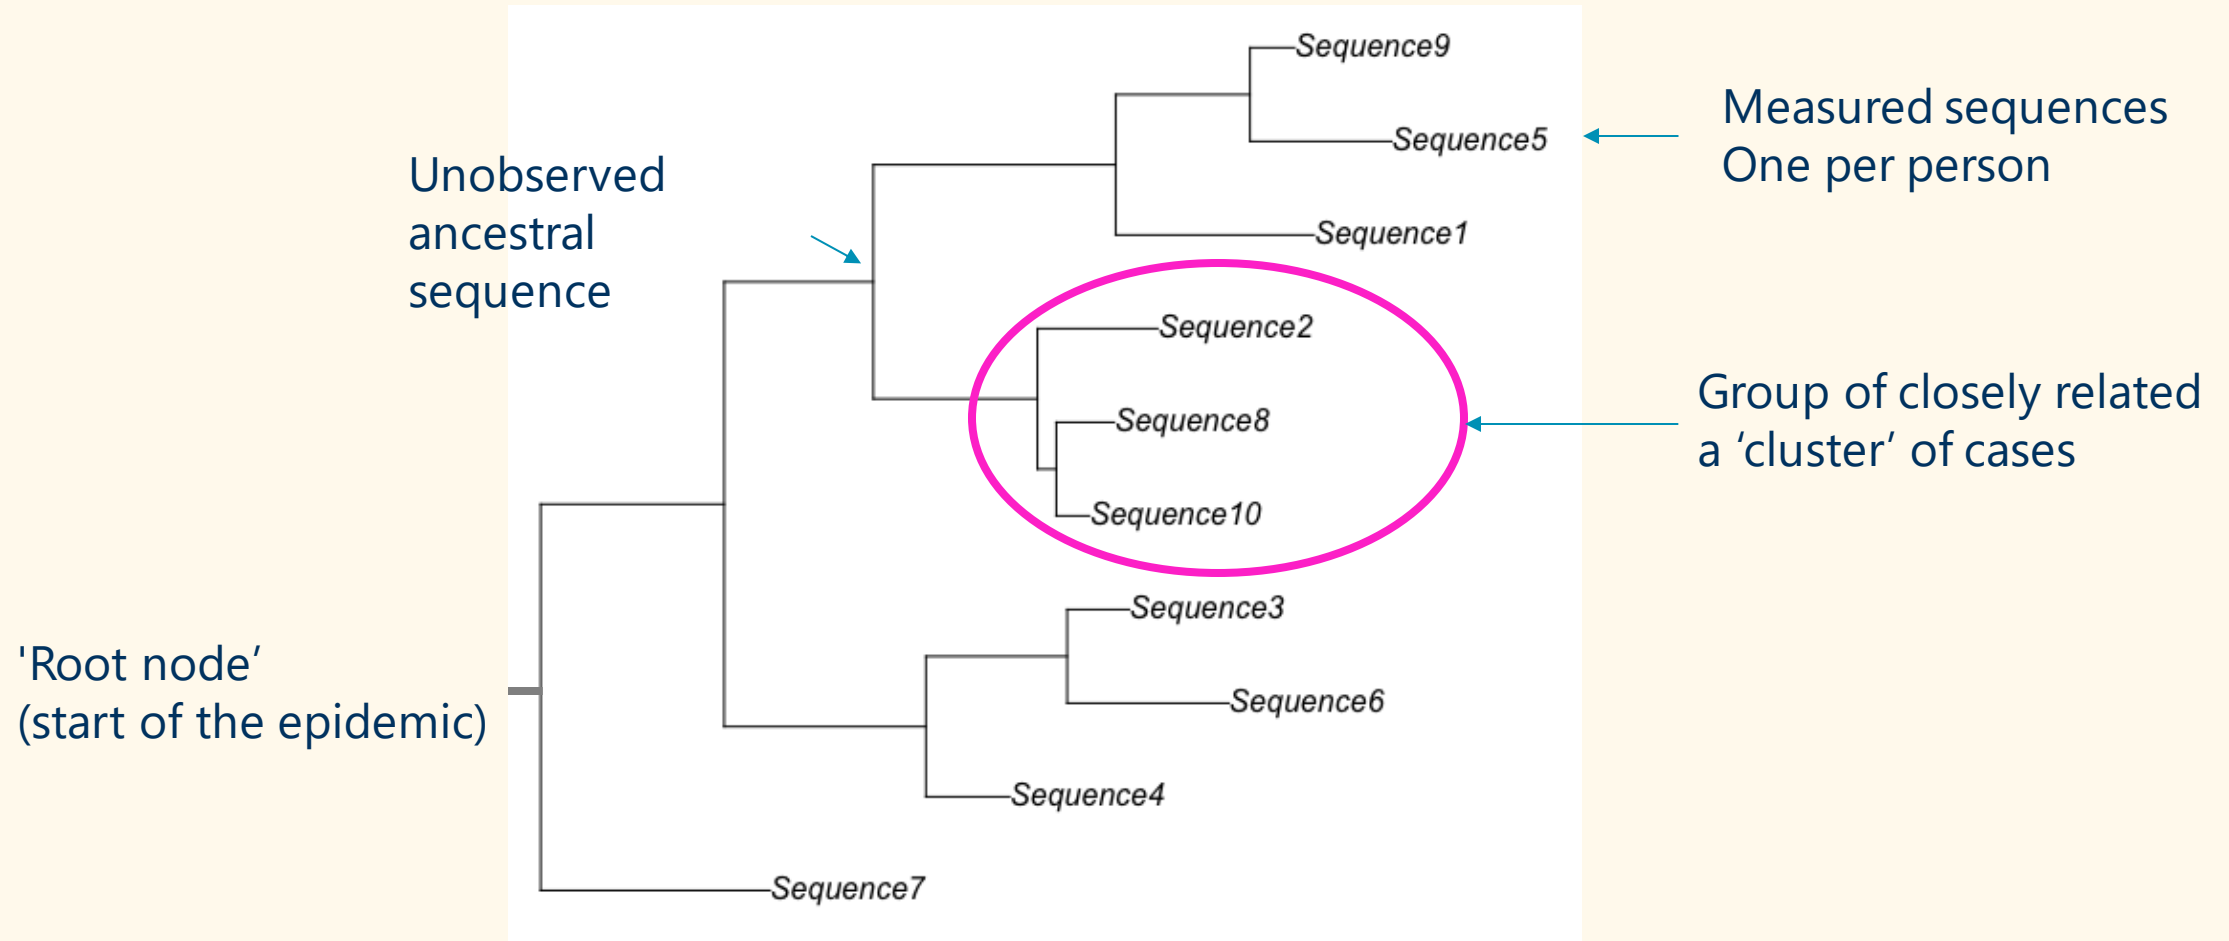 Sequence9
Measured sequences
One per person
Sequence5
Unobserved
ancestral
sequence
Sequence1
Sequence2
Group of closely related
a ‘cluster’ of cases
Sequence8
Sequence10
Sequence3
'Root node’
(start of the epidemic)
Sequence6
Sequence4
Sequence7